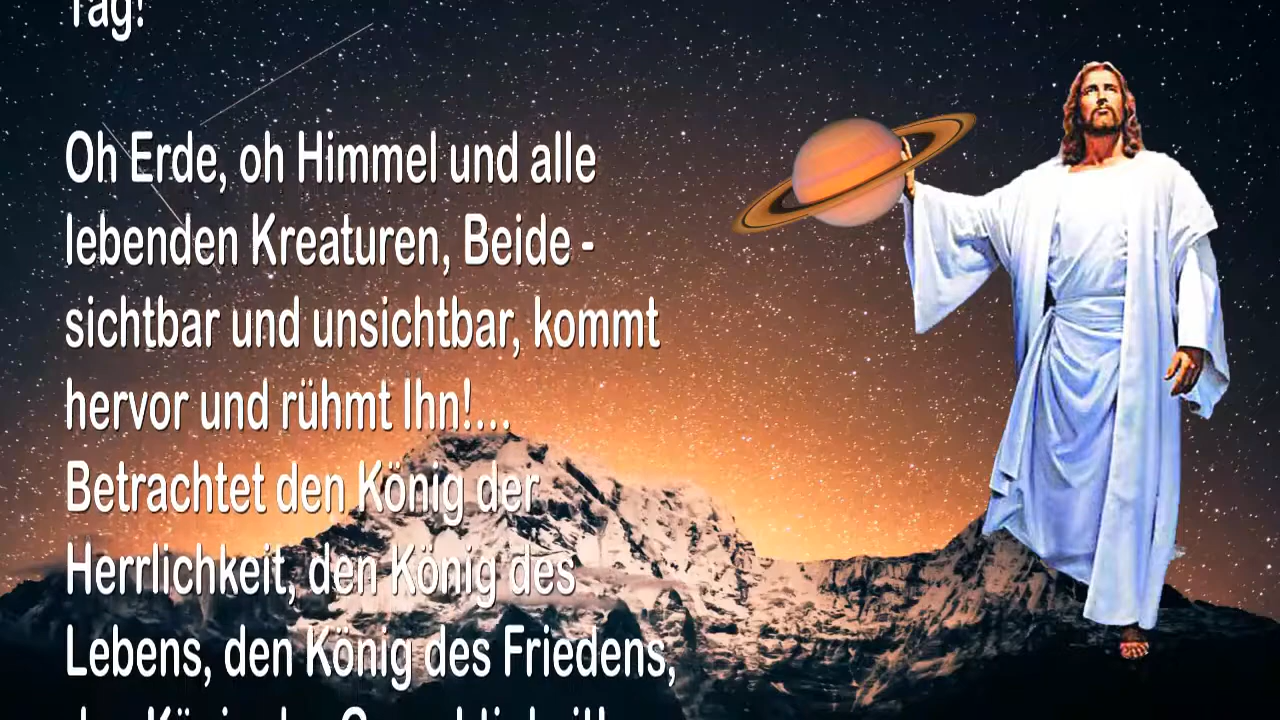 Tag!
Oh Erde, oh Himmel und alle
lebenden Kreaturen, Beide -
sichtbar und unsichtbar, kommt
hervor und rühmt Ihn!...
Betrachtet den König der
Herrlichkeit, den König des
Lebens, den König des Friedens,